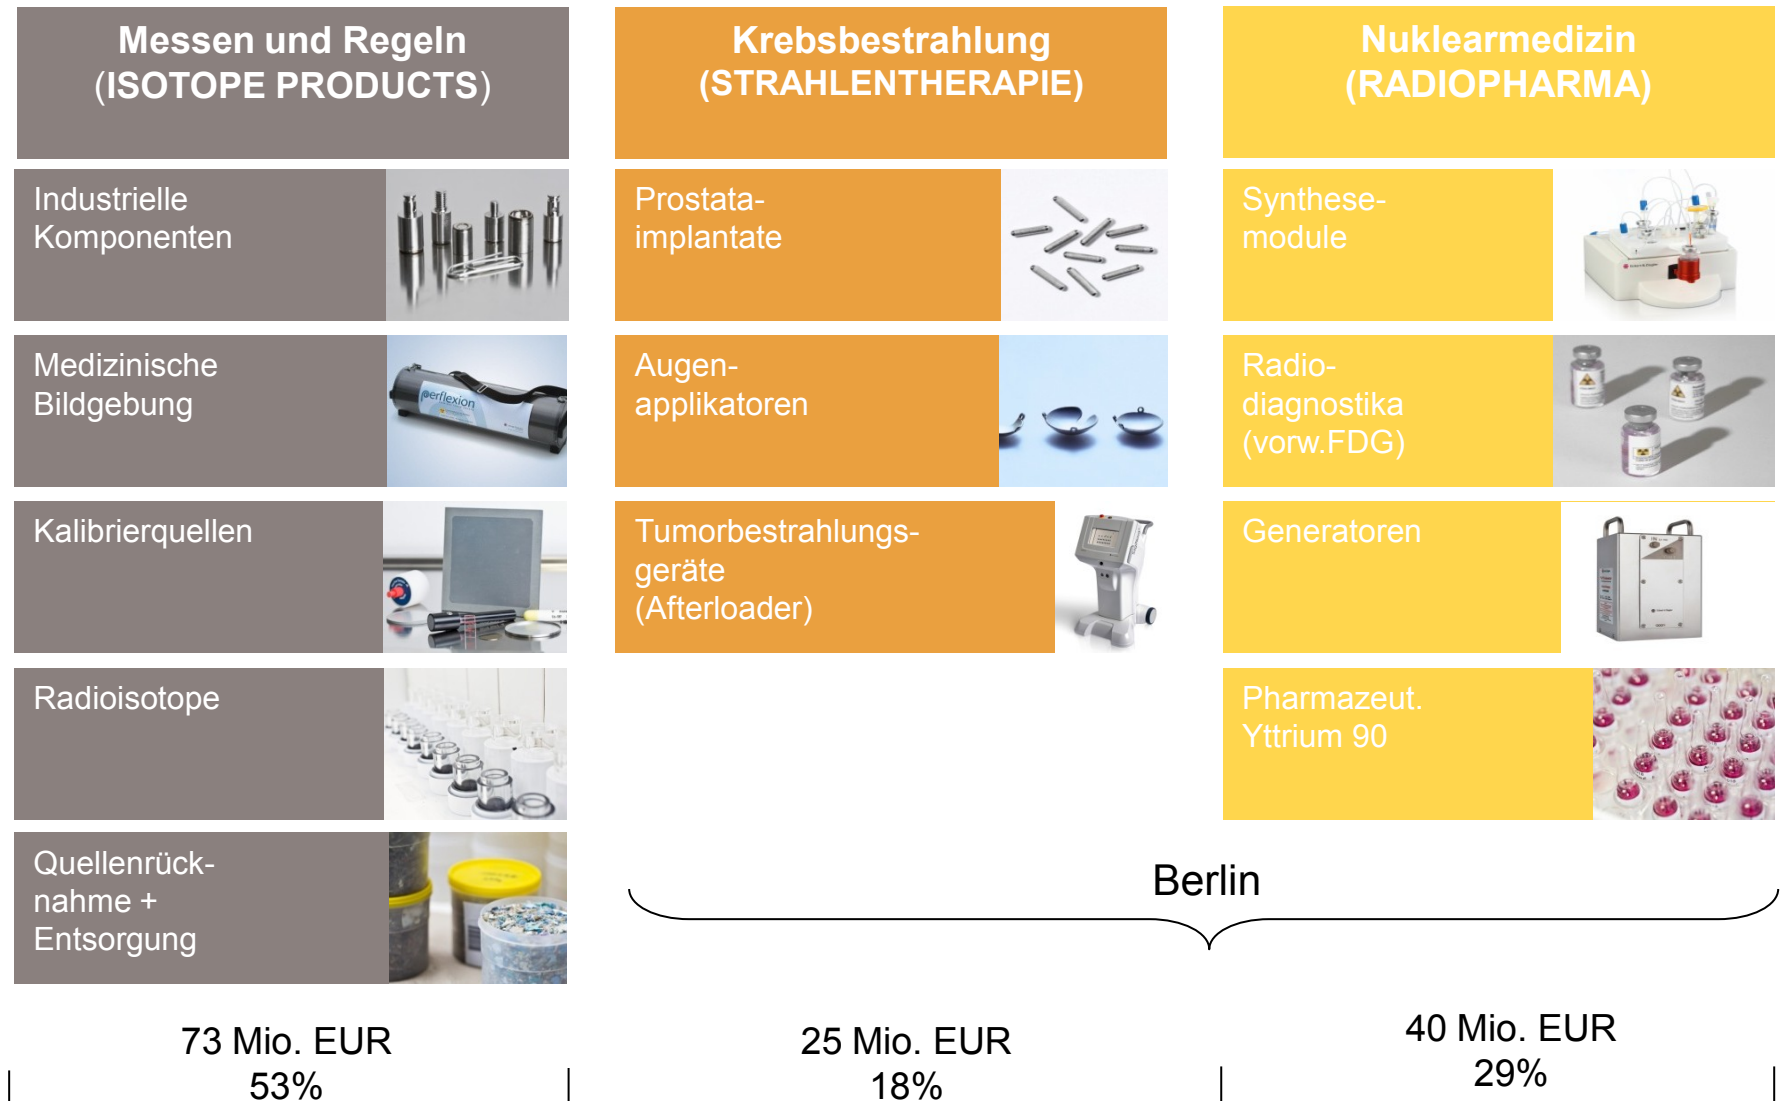 Messen und Regeln
(ISOTOPE PRODUCTS)
Industrielle
Komponenten
Medizinische
Bildgebung
perflexion
Kalibrierquellen
Radioisotope
Quellenrück-
nahme +
Entsorgung
73 Mio. EUR
53%
Krebsbestrahlung
(STRAHLENTHERAPIE)
Prostata-
implantate
Augen-
applikatoren
Tumorbestrahlungs-
geräte
(Afterloader)
25 Mio. EUR
18%
Nuklearmedizin
(RADIOPHARMA)
Synthese-
module
Radio-
diagnostika
(vorw.FDG)
Generatoren
Pharmazeut.
Yttrium 90
Berlin
40 Mio. EUR
29%